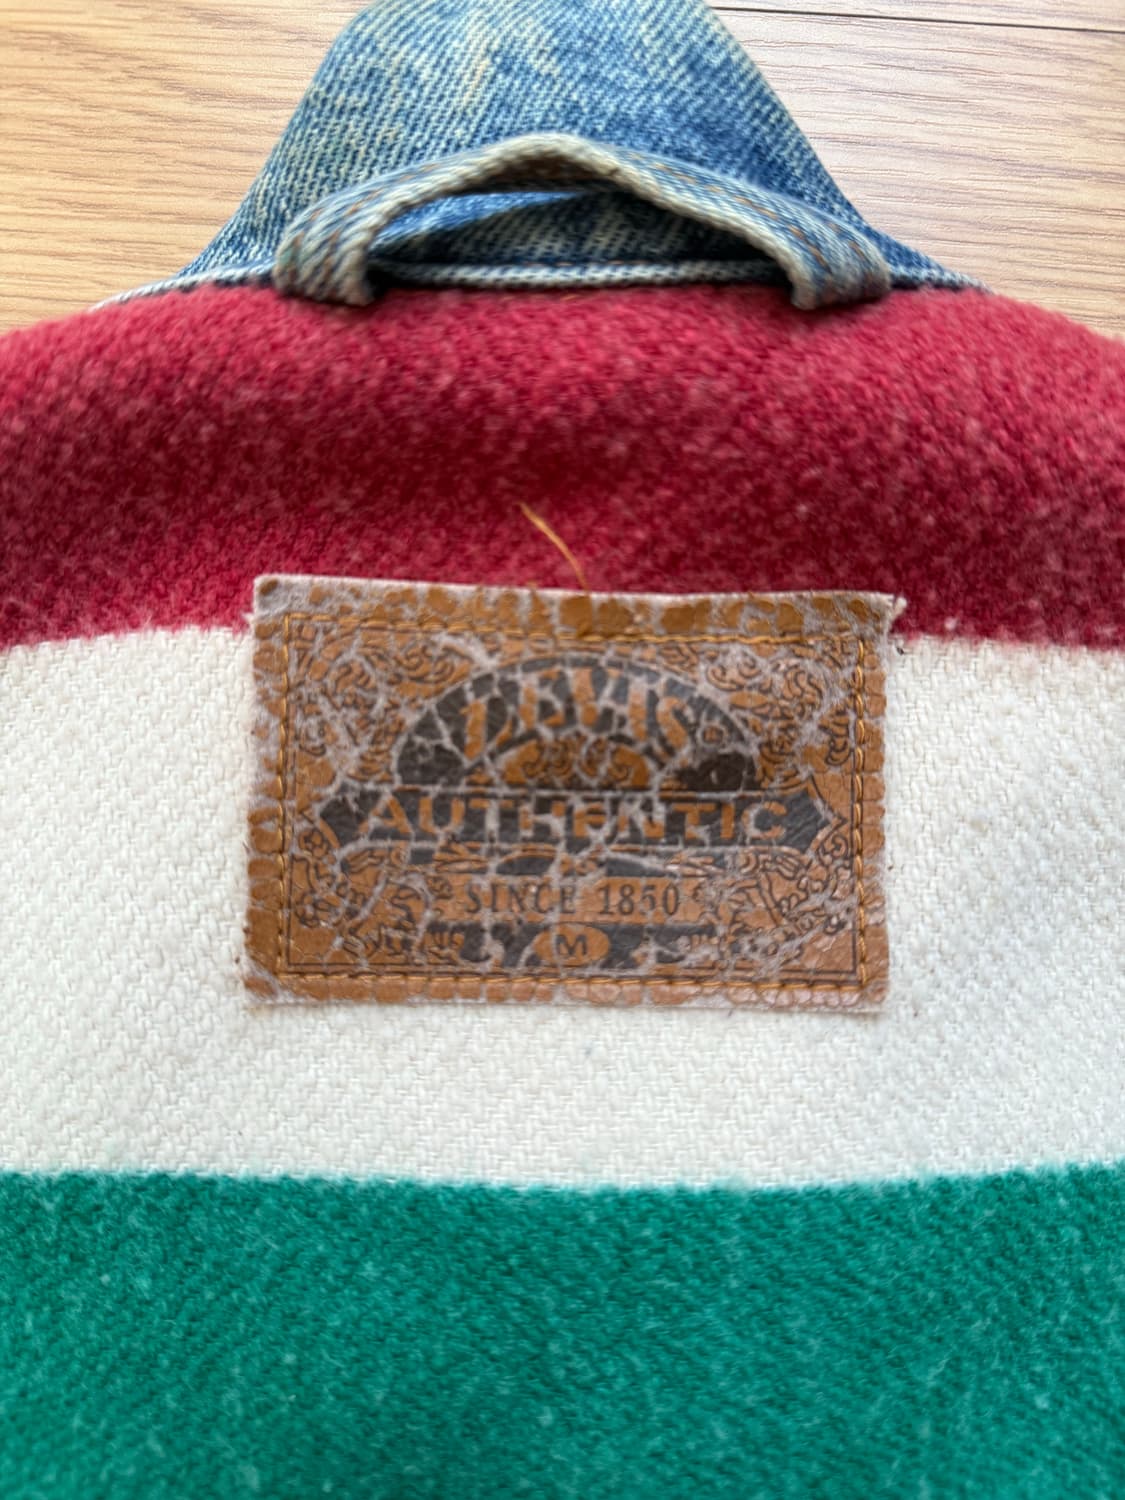 LEVI'S ®
AUTHENTIC
SINCE 1850
M